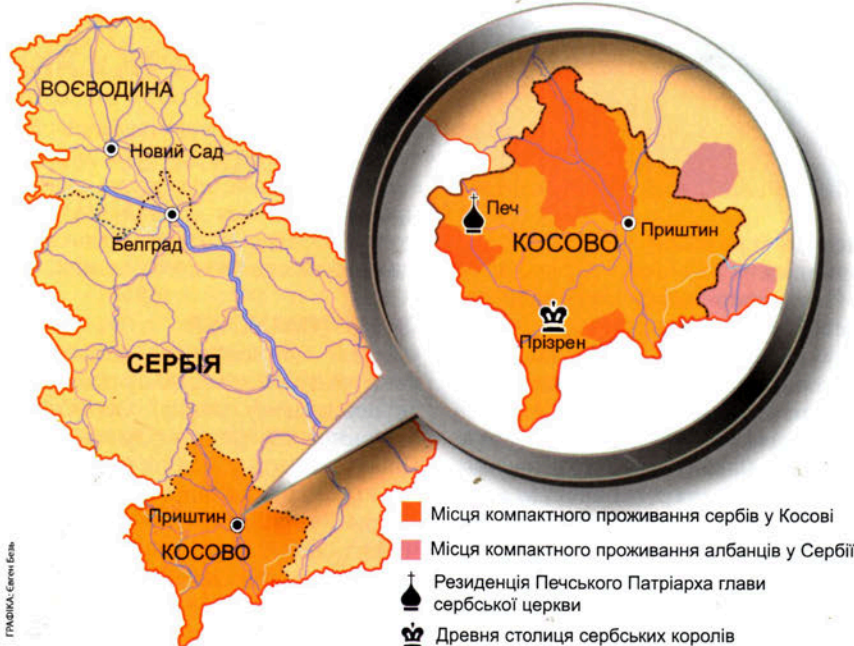 ВОЄВОДИНА
Новий Сад
Белград
СЕРБІЯ
Приштин
КОСОВО
Печ
КОСОВО
Приштин
Прізрен
Місця компактного проживання сербів у Косові
Місця компактного проживання албанців у Сербії
Резиденція Печського Патріарха глави
сербської церкви
Древня столиця сербських королів
ГРАФІКА: Євген Безь